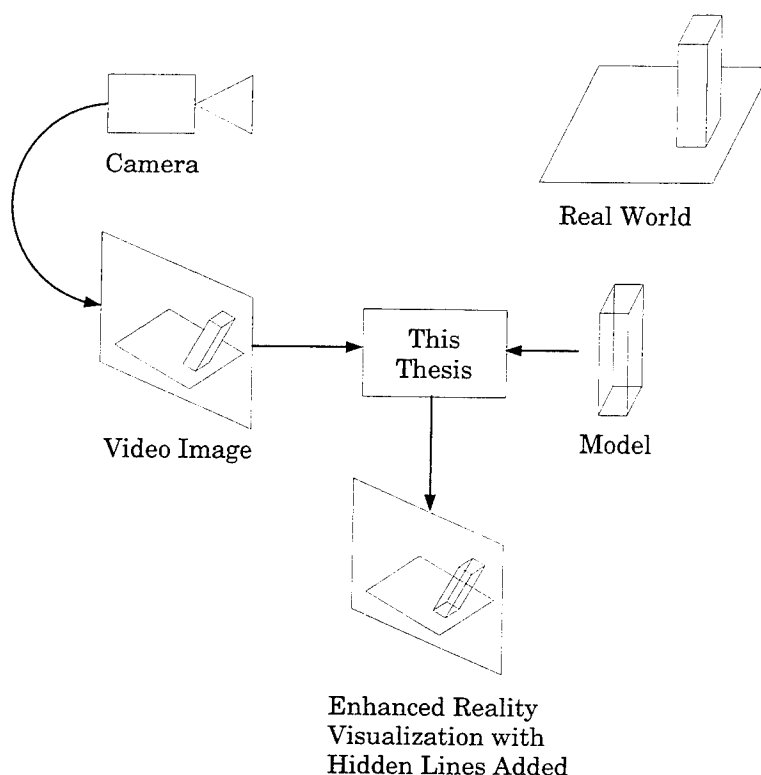 Camera
Real World
This
Thesis
Video Image
Model
Enhanced Reality
Visualization with
Hidden Lines Added